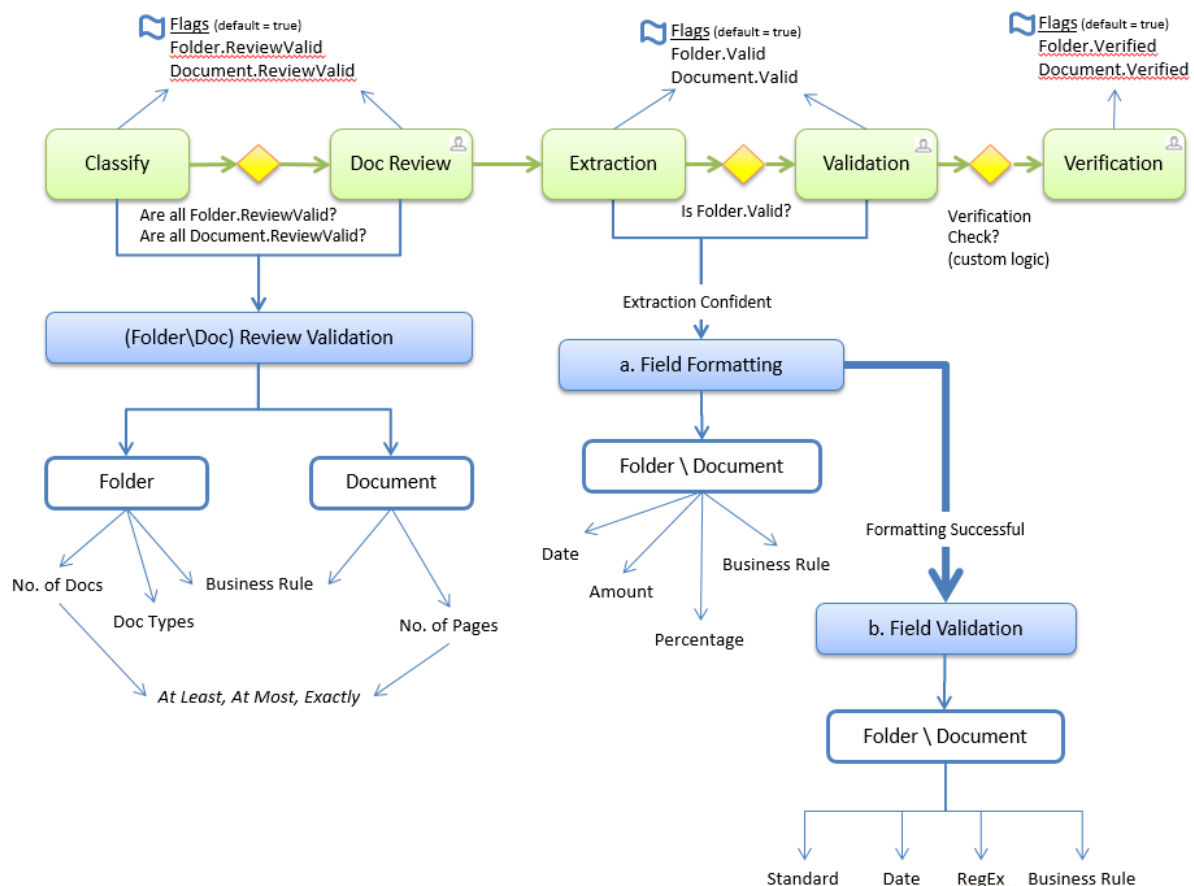 Flags (default = true)
Folder.ReviewValid
Document.ReviewValid
Flags (default = true)
Folder.Valid
Document.Valid
Flags (default = true)
Folder.Verified
Document.Verified
Classify
Doc Review
Extraction
Validation
Verification
Are all Folder.ReviewValid?
Are all Document.ReviewValid?
Is Folder.Valid?
Verification
Check?
(custom logic)
Extraction Confident
(Folder\Doc) Review Validation
a. Field Formatting
Folder
Document
Folder \ Document
Formatting Successful
Date
Amount
Percentage
Business Rule
No. of Docs
Doc Types
Business Rule
No. of Pages
At Least, At Most, Exactly
b. Field Validation
Folder \ Document
Standard
Date
RegEx
Business Rule